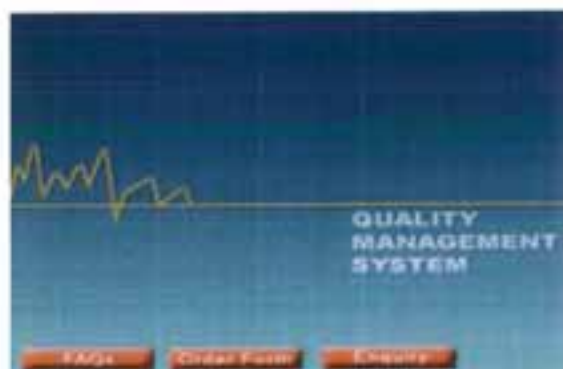 QUALITY
MANAGEMENT
SYSTEM
FAQs
Order Form
Enquiry